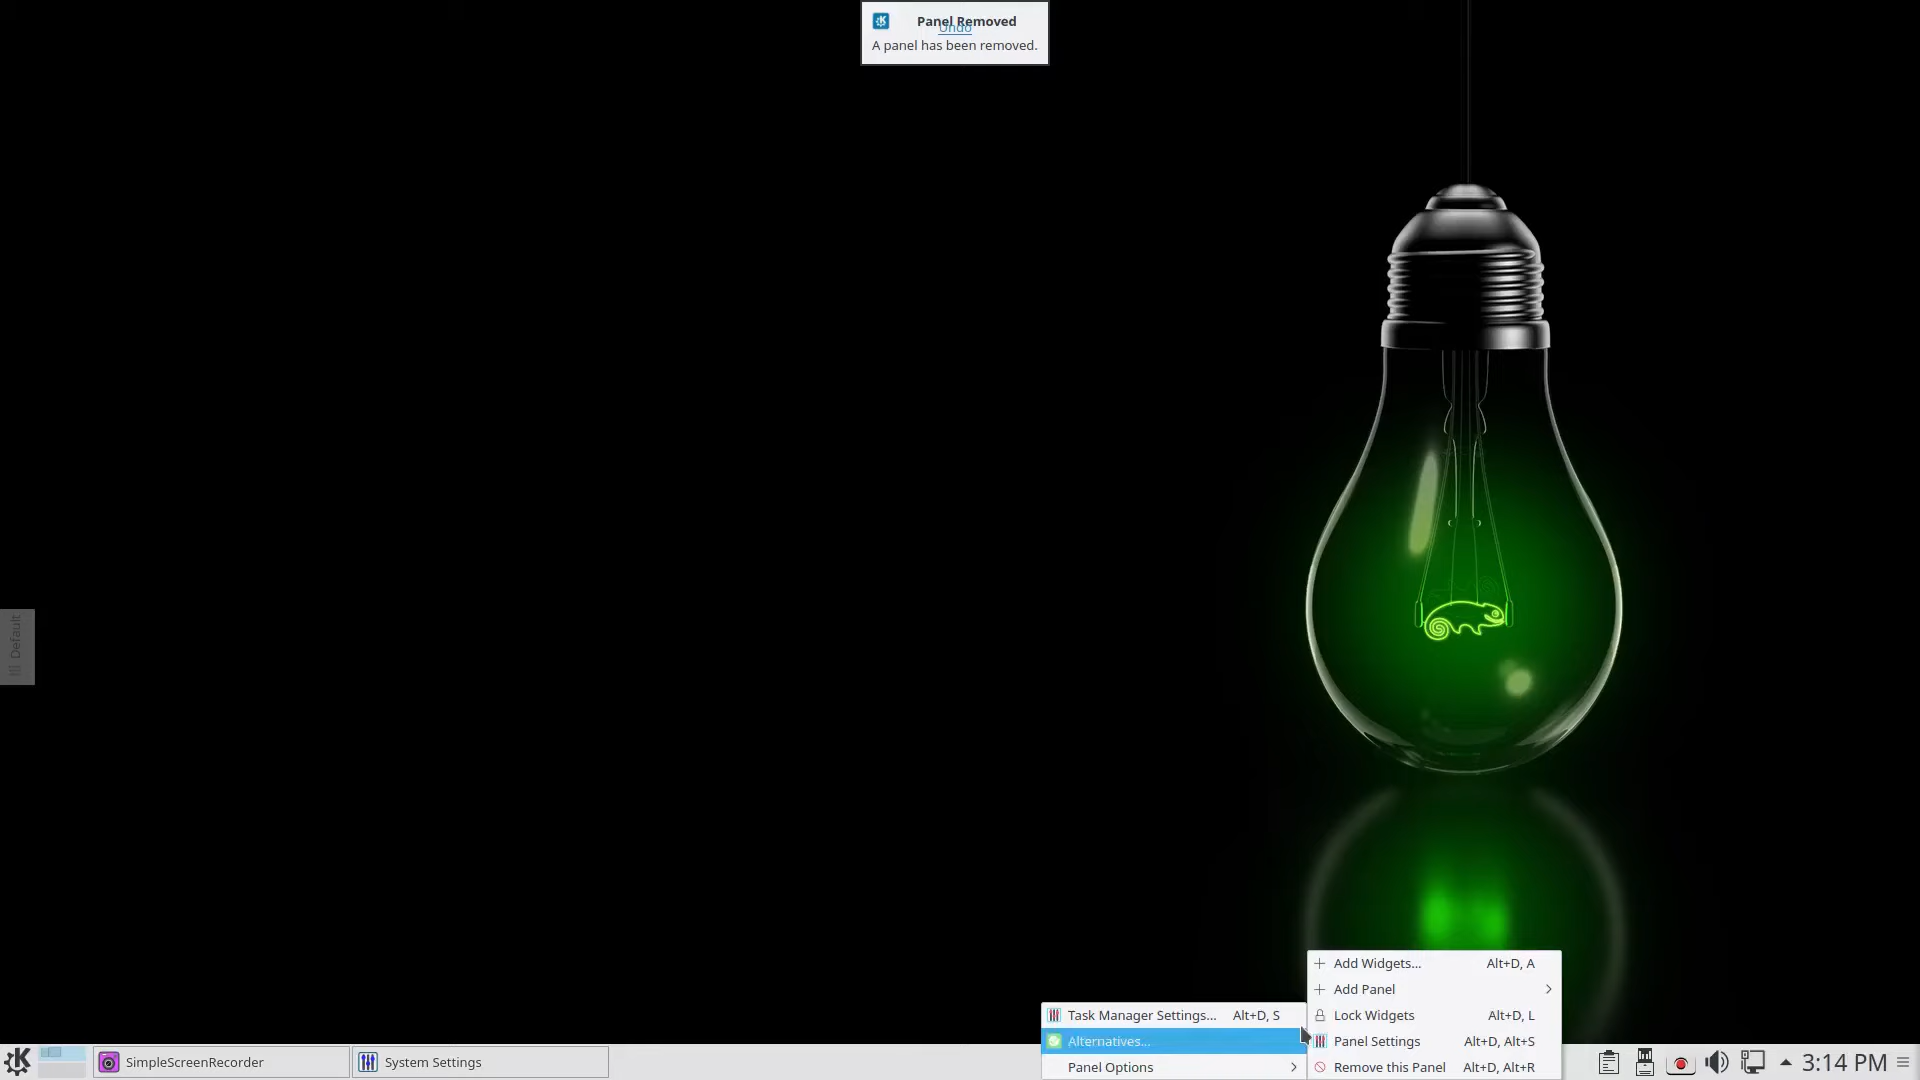 Panel Removed
Undo
A panel has been removed.
Default
Add Widgets... Alt+D, A
Add Panel
Lock Widgets Alt+D, L
Panel Settings Alt+D, Alt+S
Remove this Panel Alt+D, Alt+R
Task Manager Settings... Alt+D, S
Alternatives...
Panel Options
SimpleScreenRecorder
System Settings
3:14 PM